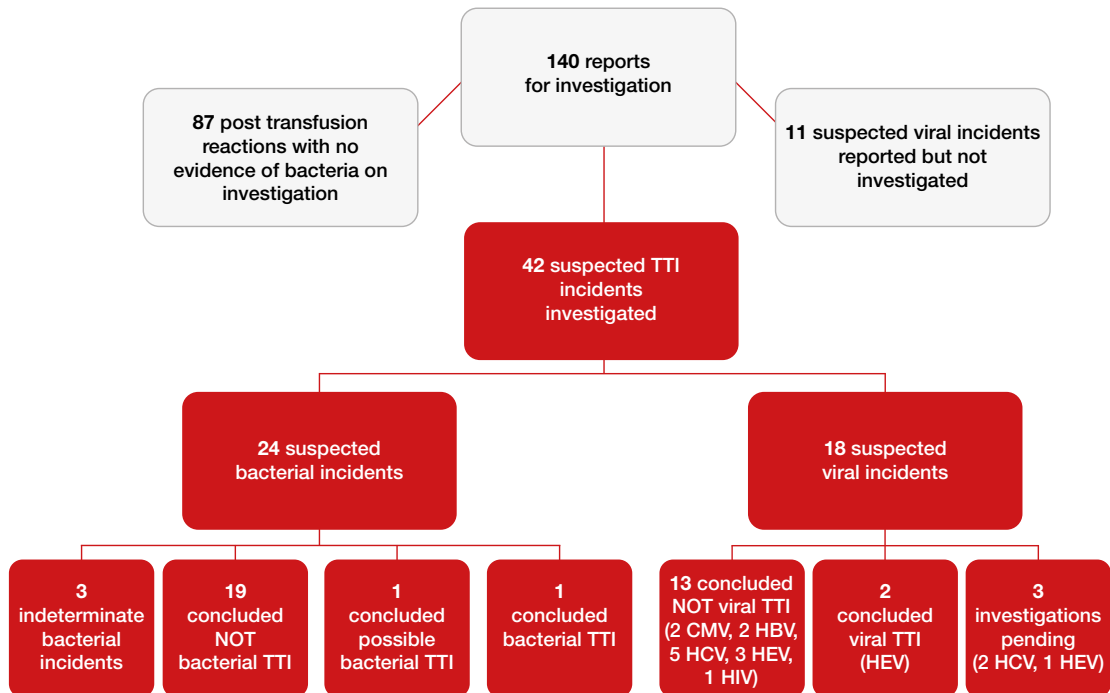 140 reports
for investigation
87 post transfusion
reactions with no
evidence of bacteria on
investigation
11 suspected viral incidents
reported but not
investigated
42 suspected TTI
incidents
investigated
24 suspected
bacterial incidents
18 suspected
viral incidents
3
indeterminate
bacterial
incidents
19
concluded
NOT
bacterial TTI
1
concluded
possible
bacterial TTI
1
concluded
bacterial TTI
13 concluded
NOT viral TTI
(2 CMV, 2 HBV,
5 HCV, 3 HEV,
1 HIV)
2
concluded
viral TTI
(HEV)
3
investigations
pending
(2 HCV, 1 HEV)